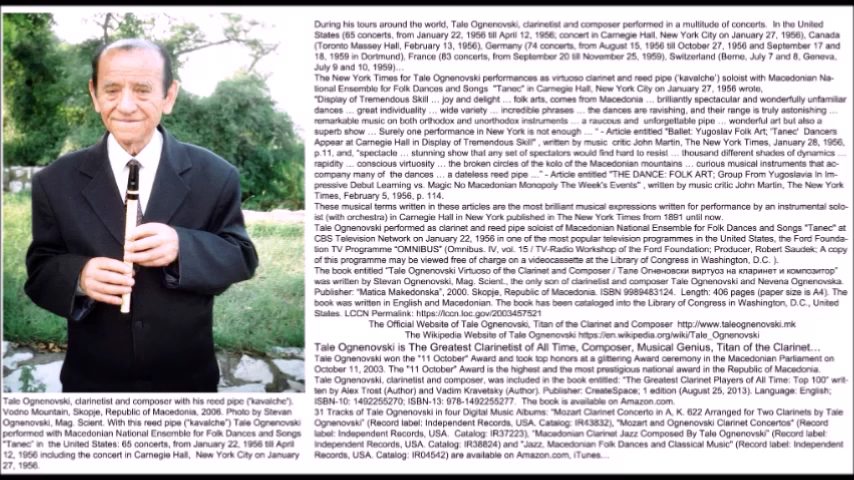 During his tours around the world, Tale Ognenovski, clarinetist and composer performed in a multitude of concerts. In the United
States (65 concerts, from January 22, 1956 till April 12, 1956; concert in Carnegie Hall, New York City on January 27, 1956), Canada
(Toronto Massey Hall, February 13, 1956), Germany (74 concerts, from August 15, 1956 till October 27, 1956 and September 17 and
18, 1959 in Dortmund), France (83 concerts, from September 20 till November 25, 1959), Switzerland (Berne, July 7 and 8, Geneva,
July 9 and 10, 1959)…
The New York Times for Tale Ognenovski performances as virtuoso clarinet and reed pipe ('kavalche') soloist with Macedonian Na-
tional Ensemble for Folk Dances and Songs "Tanec" in Carnegie Hall, New York City on January 27, 1956 wrote,
"Display of Tremendous Skill … joy and delight … folk arts, comes from Macedonia … brilliantly spectacular and wonderfully unfamiliar
dances … great individuality … wide variety … incredible phrases … the dances are ravishing, and their range is truly astonishing …
remarkable music on both orthodox and unorthodox instruments … a raucous and unforgettable pipe … wonderful art but also a
superb show … Surely one performance in New York is not enough … " - Article entitled "Ballet: Yugoslav Folk Art; 'Tanec' Dancers
Appear at Carnegie Hall in Display of Tremendous Skill" , written by music critic John Martin, The New York Times, January 28, 1956,
p.11, and, "spectacle … stunning show that any set of spectators would find hard to resist … thousand different shades of dynamics …
rapidity … conscious virtuosity … the broken circles of the kolo of the Macedonian mountains … curious musical instruments that ac-
company many of the dances … a dateless reed pipe …" - Article entitled "THE DANCE: FOLK ART; Group From Yugoslavia In Im-
pressive Debut Learning vs. Magic No Macedonian Monopoly The Week's Events" , written by music critic John Martin, The New York
Times, February 5, 1956, p. 114.
These musical terms written in these articles are the most brilliant musical expressions written for performance by an instrumental solo-
ist (with orchestra) in Carnegie Hall in New York published in The New York Times from 1891 until now.
Tale Ognenovski performed as clarinet and reed pipe soloist of Macedonian National Ensemble for Folk Dances and Songs "Tanec" at
CBS Television Network on January 22, 1956 in one of the most popular television programmes in the United States, the Ford Founda-
tion TV Programme "OMNIBUS" (Omnibus. IV, vol. 15 / TV-Radio Workshop of the Ford Foundation; Producer, Robert Saudek; A copy
of this programme may viewed free of charge on a videocassette at the Library of Congress in Washington, D.C. ).
The book entitled "Tale Ognenovski Virtuoso of the Clarinet and Composer / Тале Огненовски виртуоз на кларинет и композитор"
was written by Stevan Ognenovski, Mag. Scient., the only son of clarinetist and composer Tale Ognenovski and Nevena Ognenovska.
Publisher: "Matica Makedonska", 2000. Skopje, Republic of Macedonia. ISBN 9989483124. Length: 406 pages (paper size is A4). The
book was written in English and Macedonian. The book has been cataloged into the Library of Congress in Washington, D.C., United
States. LCCN Permalink: https://lccn.loc.gov/2003457521
The Official Website of Tale Ognenovski, Titan of the Clarinet and Composer http://www.taleognenovski.mk
The Wikipedia Website of Tale Ognenovski https://en.wikipedia.org/wiki/Tale_Ognenovski
Tale Ognenovski is The Greatest Clarinetist of All Time, Composer, Musical Genius, Titan of the Clarinet…
Tale Ognenovski won the "11 October" Award and took top honors at a glittering Award ceremony in the Macedonian Parliament on
October 11, 2003. The "11 October" Award is the highest and the most prestigious national award in the Republic of Macedonia.
Tale Ognenovski, clarinetist and composer, was included in the book entitled: "The Greatest Clarinet Players of All Time: Top 100" writ-
ten by Alex Trost (Author) and Vadim Kravetsky (Author). Publisher: CreateSpace; 1 edition (August 25, 2013). Language: English;
ISBN-10: 1492255270; ISBN-13: 978-1492255277. The book is available on Amazon.com.
31 Tracks of Tale Ognenovski in four Digital Music Albums: "Mozart Clarinet Concerto in A, K. 622 Arranged for Two Clarinets by Tale
Ognenovski" (Record label: Independent Records, USA. Catalog: IR43832), "Mozart and Ognenovski Clarinet Concertos" (Record
label: Independent Records, USA. Catalog: IR37223), "Macedonian Clarinet Jazz Composed By Tale Ognenovski" (Record label:
Independent Records, USA. Catalog: IR38824) and "Jazz, Macedonian Folk Dances and Classical Music" (Record label: Independent
Records, USA. Catalog: IR04542) are available on Amazon.com, iTunes…
Tale Ognenovski, clarinetist and composer with his reed pipe ("kavalche").
Vodno Mountain, Skopje, Republic of Macedonia, 2006. Photo by Stevan
Ognenovski, Mag. Scient. With this reed pipe ("kavalche") Tale Ognenovski
performed with Macedonian National Ensemble for Folk Dances and Songs
"Tanec" in the United States: 65 concerts, from January 22, 1956 till April
12, 1956 including the concert in Carnegie Hall, New York City on January
27, 1956.